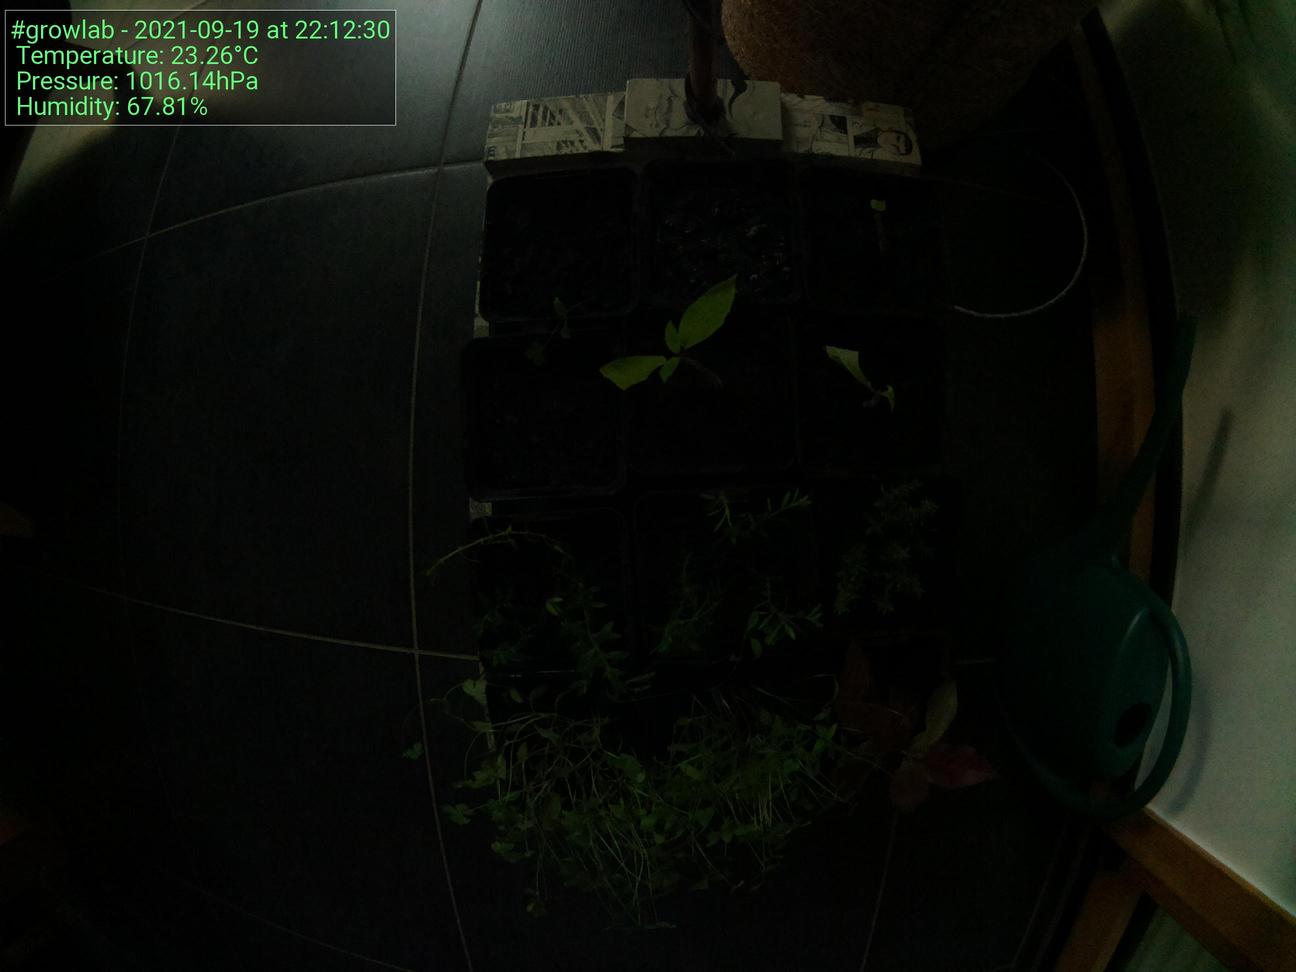 #growlab - 2021-09-19 at 22:12:30
Temperature: 23.26°C
Pressure: 1016.14hPa
Humidity: 67.81%